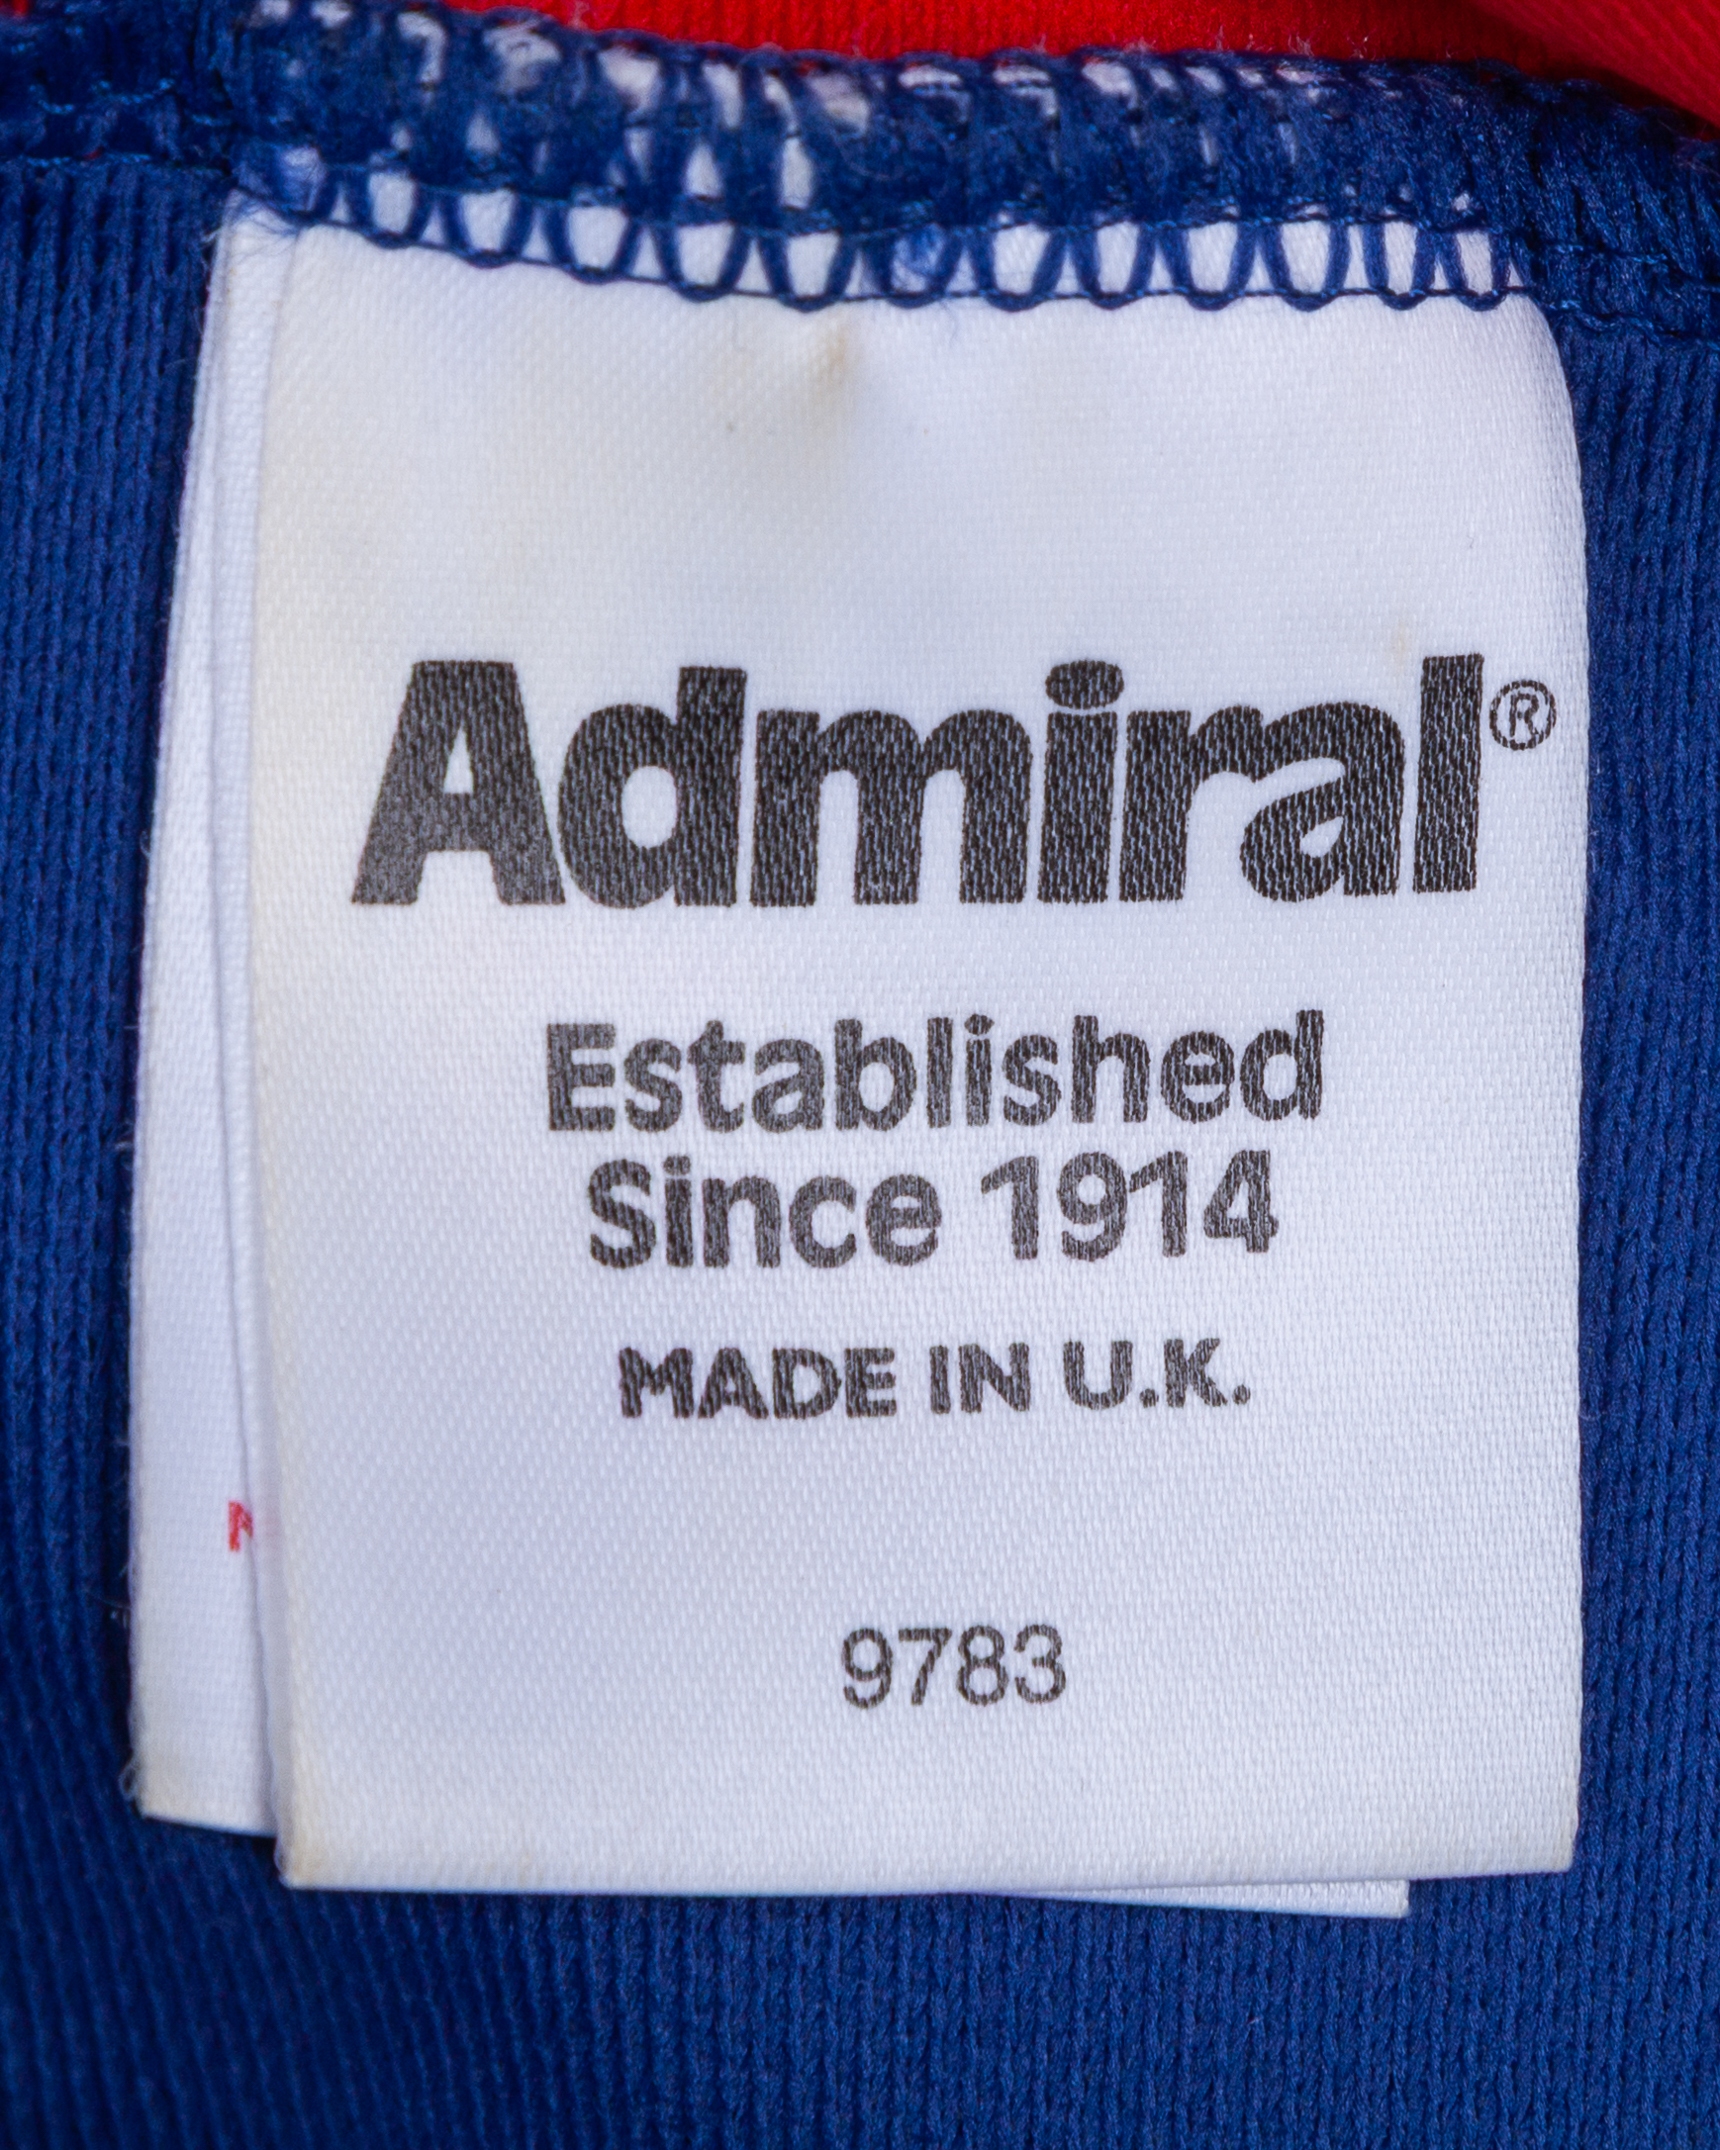 Admiral®
Established
Since 1914
MADE IN U.K.
9783